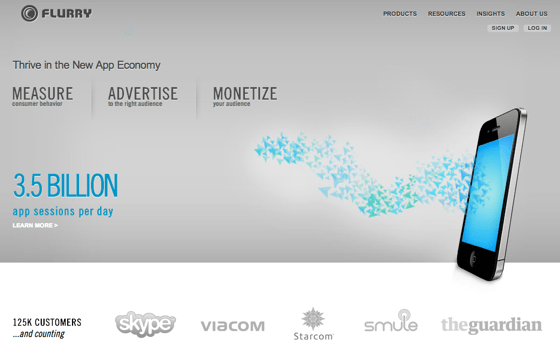 FLURRY
PRODUCTS RESOURCES INSIGHTS ABOUT US
SIGN UP LOG IN
Thrive in the New App Economy
MEASURE ADVERTISE MONETIZE
consumer behavior to the right audience your audience
3.5 BILLION
app sessions per day
LEARN MORE >
125K CUSTOMERS
...and counting
skype
VIACOM
Starcom
smule
theguardian